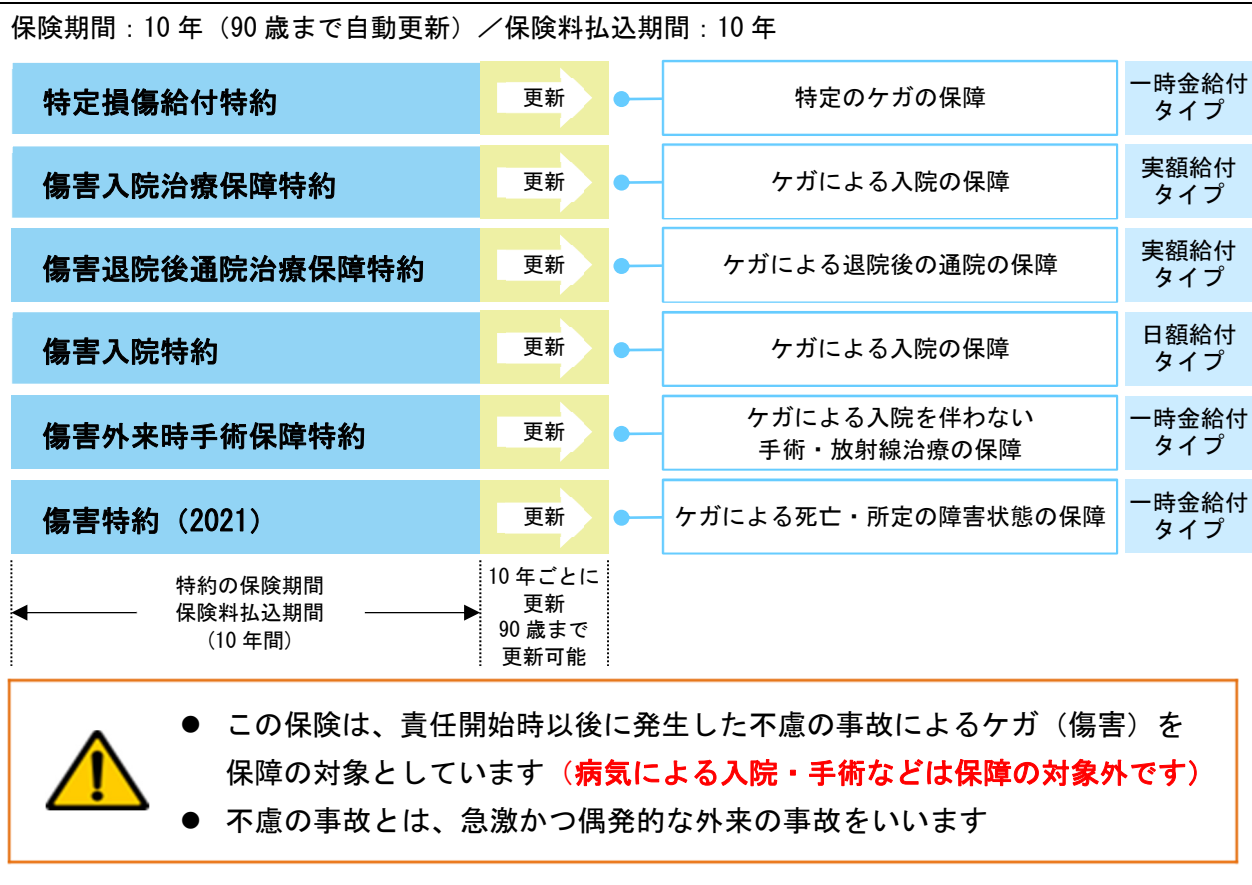 保険期間：10年（90歳まで自動更新）／保険料払込期間：10年
特定損傷給付特約
更新
特定のケガの保障
一時金給付
タイプ
傷害入院治療保障特約
更新
ケガによる入院の保障
実額給付
タイプ
傷害退院後通院治療保障特約
更新
ケガによる退院後の通院の保障
実額給付
タイプ
傷害入院特約
更新
ケガによる入院の保障
日額給付
タイプ
傷害外来時手術保障特約
更新
ケガによる入院を伴わない
手術・放射線治療の保障
一時金給付
タイプ
傷害特約（2021）
更新
ケガによる死亡・所定の障害状態の保障
一時金給付
タイプ
特約の保険期間
保険料払込期間
（10年間）
10年ごとに
更新
90歳まで
更新可能
● この保険は、責任開始時以後に発生した不慮の事故によるケガ（傷害）を
保障の対象としています（病気による入院・手術などは保障の対象外です）
● 不慮の事故とは、急激かつ偶発的な外来の事故をいいます